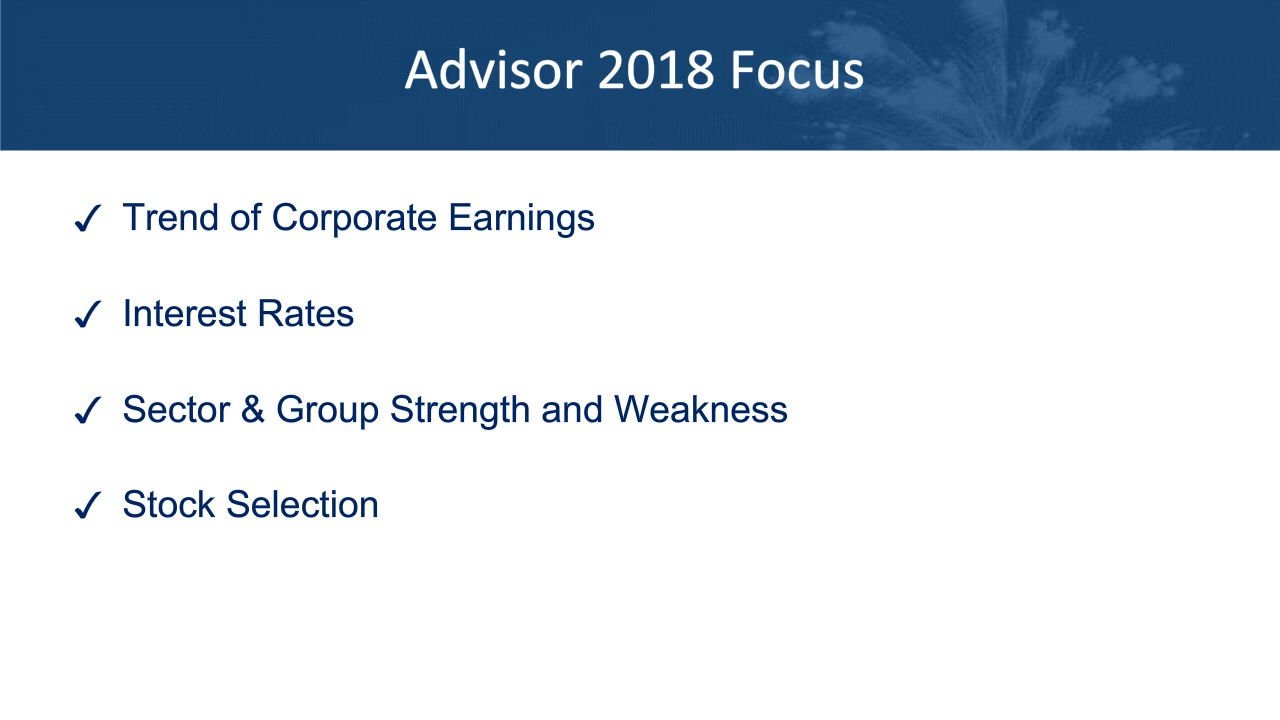 Advisor 2018 Focus
✓ Trend of Corporate Earnings
✓ Interest Rates
✓ Sector & Group Strength and Weakness
✓ Stock Selection